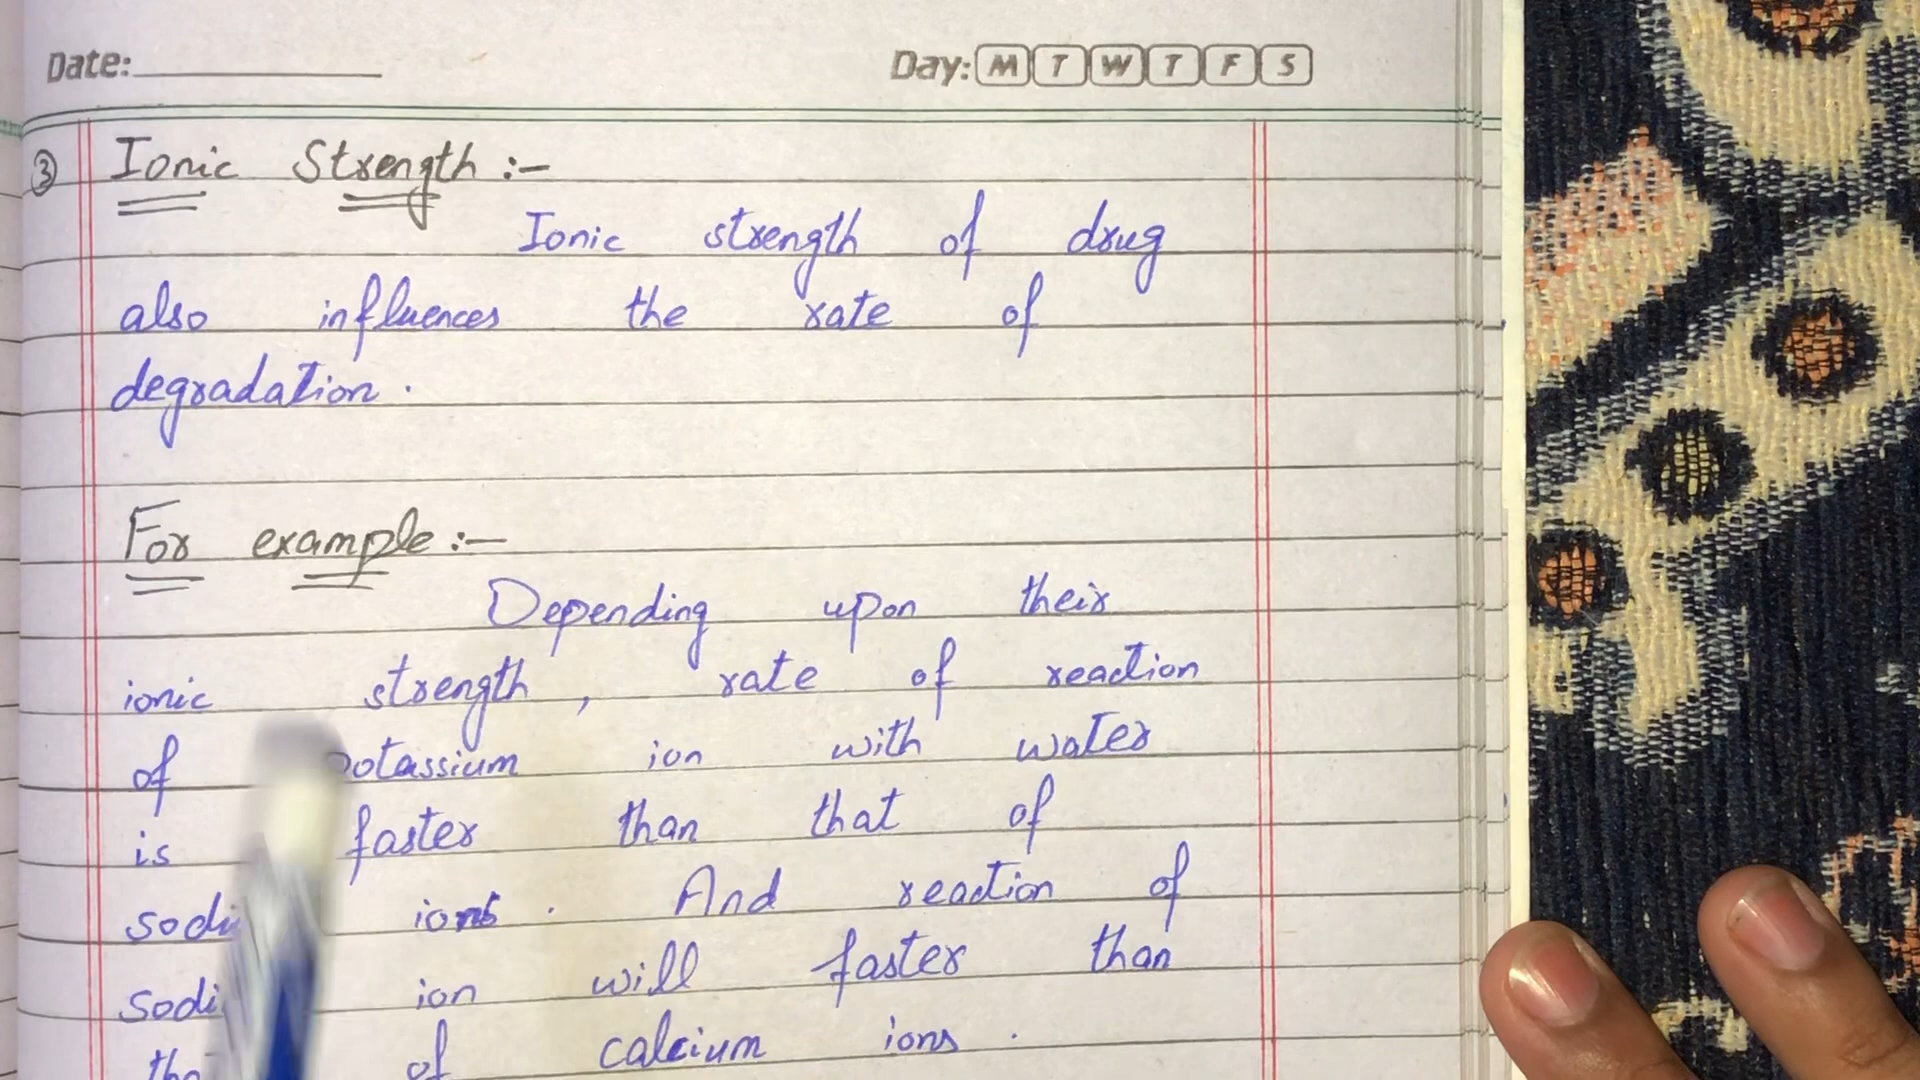 Date:
Day: M T W T F S
③ Ionic Strength :-
Ionic strength of drug
also influences the rate of
degradation.
For example :-
Depending upon their
ionic strength, rate of reaction
of potassium ion with water
is faster than that of
ions. And reaction of
ion will faster than
of calcium ions.